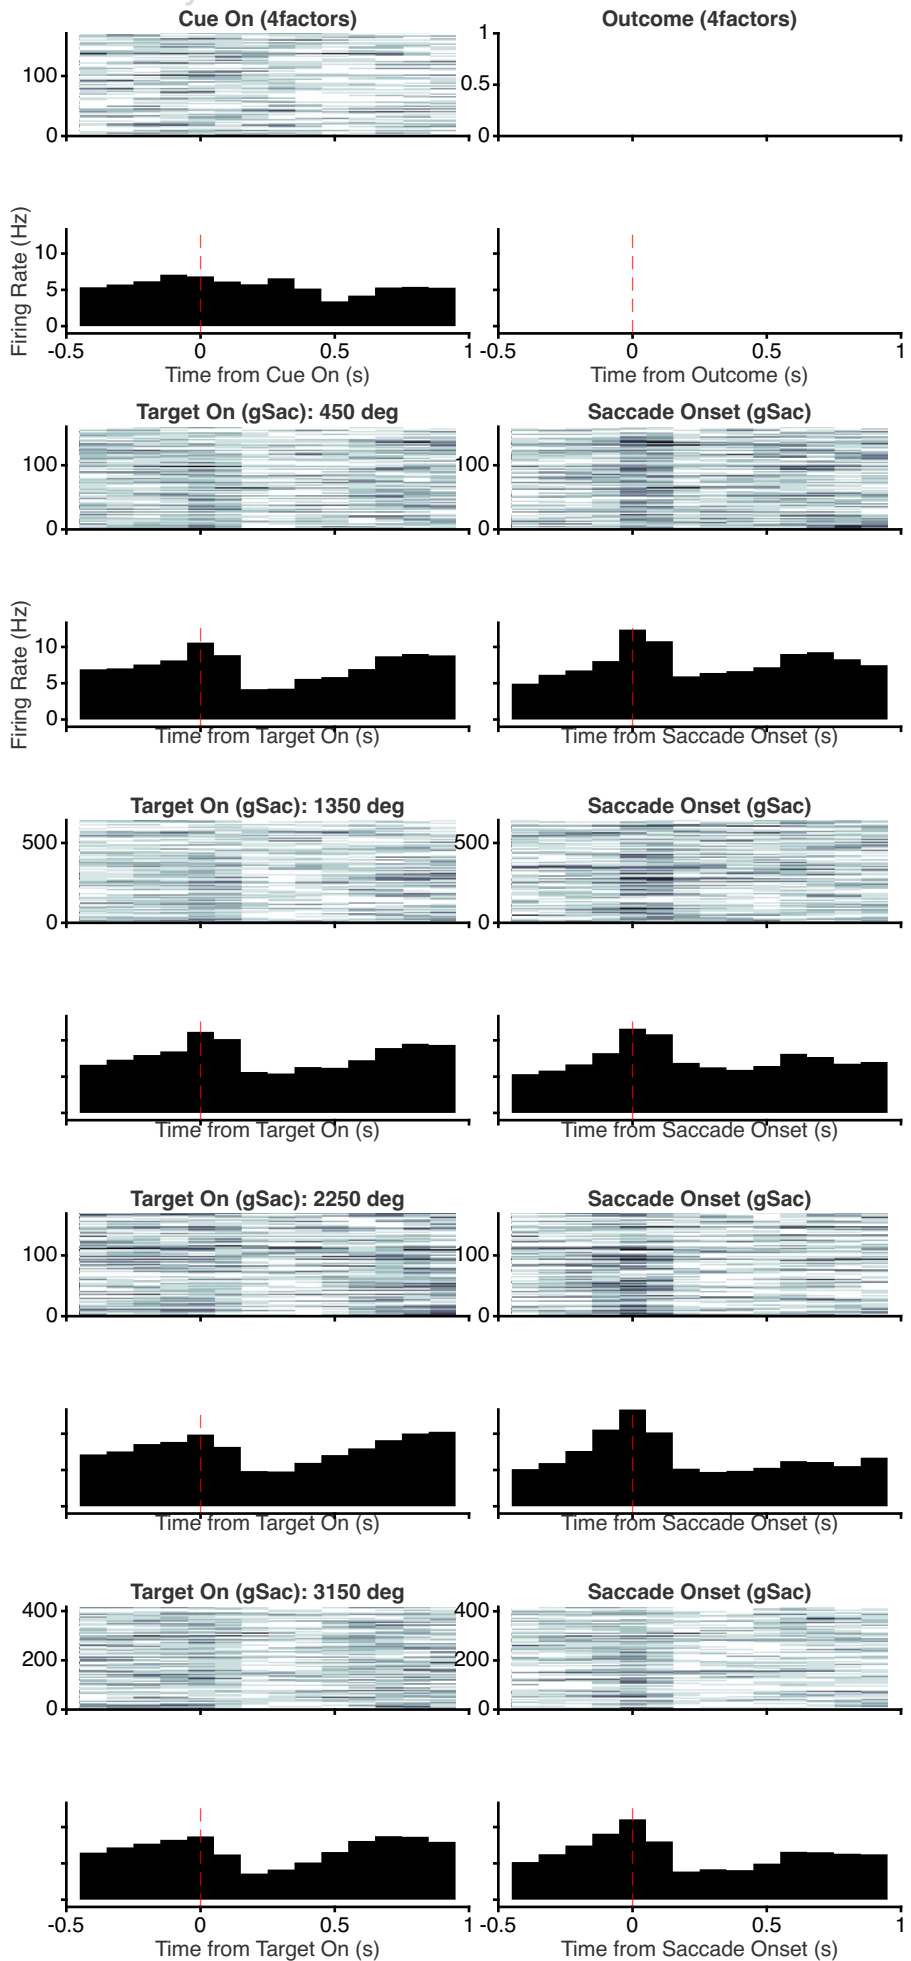 Cue On (4factors) Outcome (4factors)
100
0
1
0.5
0
Firing Rate (Hz)
10
5
0
-0.5 0 0.5 1 -0.5 0 0.5 1
Time from Cue On (s) Time from Outcome (s)
Target On (gSac): 450 deg Saccade Onset (gSac)
100 100
0 0
Firing Rate (Hz)
10
5
0
Time from Target On (s) Time from Saccade Onset (s)
Target On (gSac): 1350 deg Saccade Onset (gSac)
500 500
0 0
Time from Target On (s) Time from Saccade Onset (s)
Target On (gSac): 2250 deg Saccade Onset (gSac)
100 100
0 0
Time from Target On (s) Time from Saccade Onset (s)
Target On (gSac): 3150 deg Saccade Onset (gSac)
400 400
200 200
0 0
-0.5 0 0.5 1 -0.5 0 0.5 1
Time from Target On (s) Time from Saccade Onset (s)